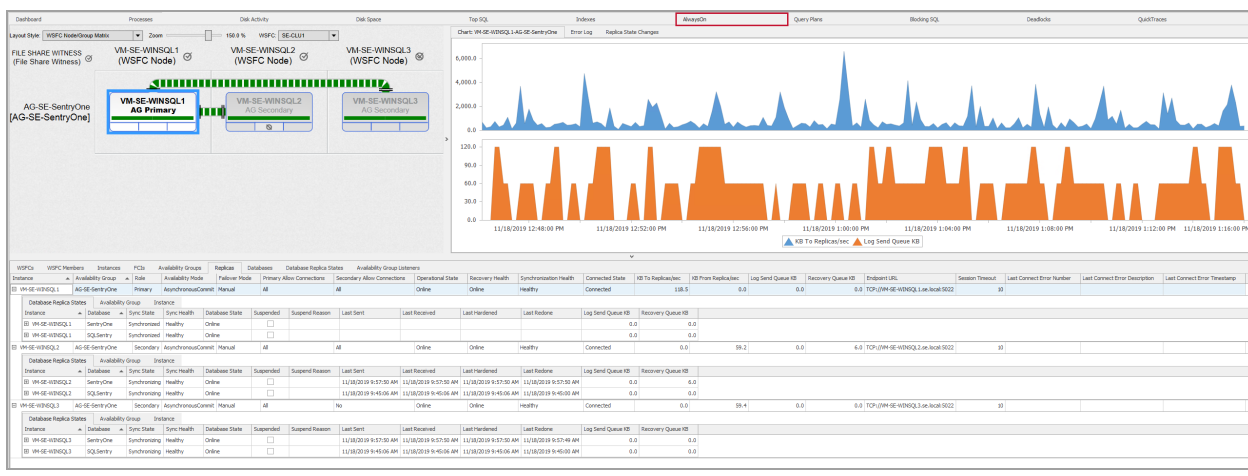 Dashboard Processes Disk Activity Disk Space Top SQL Indexes AlwaysOn Query Plans Blocking SQL Deadlocks QuickTraces
Layout Style: WSFC Node/Group Matrix Zoom 150.0 % WSFC: SE-CLU1
FILE SHARE WITNESS
(File Share Witness)
VM-SE-WINSQL1
(WSFC Node)
VM-SE-WINSQL2
(WSFC Node)
VM-SE-WINSQL3
(WSFC Node)
AG-SE-SentryOne
[AG-SE-SentryOne]
VM-SE-WINSQL1
AG Primary
VM-SE-WINSQL2
AG Secondary
VM-SE-WINSQL3
AG Secondary
Chart: VM-SE-WINSQL1-AG-SE-SentryOne Error Log Replica State Changes
6,000.0
4,000.0
2,000.0
0.0
120.0
90.0
60.0
30.0
0.0
11/18/2019 12:48:00 PM 11/18/2019 12:52:00 PM 11/18/2019 12:56:00 PM 11/18/2019 1:00:00 PM 11/18/2019 1:04:00 PM 11/18/2019 1:08:00 PM 11/18/2019 1:12:00 PM 11/18/2019 1:16:00 PM
KB To Replicas/sec Log Send Queue KB
WSFCs WSFC Members Instances FCIs Availability Groups Replicas Databases Database Replica States Availability Group Listeners
Instance Availability Group Role Availability Mode Failover Mode Primary Allow Connections Secondary Allow Connections Operational State Recovery Health Synchronization Health Connected State KB To Replicas/sec KB From Replica/sec Log Send Queue KB Recovery Queue KB Endpoint URL Session Timeout Last Connect Error Number Last Connect Error Description Last Connect Error Timestamp
VM-SE-WINSQL1 AG-SE-SentryOne Primary AsynchronousCommit Manual All All Online Online Healthy Connected 118.5 0.0 0.0 0.0 TCP://VM-SE-WINSQL1.se.local:5022 10
Database Replica States Availability Group Instance
Instance Database Sync State Sync Health Database State Suspended Suspend Reason Last Sent Last Received Last Hardened Last Redone Log Send Queue KB Recovery Queue KB
VM-SE-WINSQL1 SentryOne Synchronized Healthy Online 0.0 0.0
VM-SE-WINSQL1 SQLSentry Synchronized Healthy Online 0.0 0.0
VM-SE-WINSQL2 AG-SE-SentryOne Secondary AsynchronousCommit Manual All All Online Online Healthy Connected 0.0 59.2 0.0 6.0 TCP://VM-SE-WINSQL2.se.local:5022 10
Database Replica States Availability Group Instance
Instance Database Sync State Sync Health Database State Suspended Suspend Reason Last Sent Last Received Last Hardened Last Redone Log Send Queue KB Recovery Queue KB
VM-SE-WINSQL2 SentryOne Synchronizing Healthy Online 11/18/2019 9:57:50 AM 11/18/2019 9:57:50 AM 11/18/2019 9:57:50 AM 11/18/2019 9:57:50 AM 0.0 6.0
VM-SE-WINSQL2 SQLSentry Synchronizing Healthy Online 11/18/2019 9:45:06 AM 11/18/2019 9:45:06 AM 11/18/2019 9:45:06 AM 11/18/2019 9:45:06 AM 0.0 0.0
VM-SE-WINSQL3 AG-SE-SentryOne Secondary AsynchronousCommit Manual All No Online Online Healthy Connected 0.0 59.4 0.0 0.0 TCP://VM-SE-WINSQL3.se.local:5022 10
Database Replica States Availability Group Instance
Instance Database Sync State Sync Health Database State Suspended Suspend Reason Last Sent Last Received Last Hardened Last Redone Log Send Queue KB Recovery Queue KB
VM-SE-WINSQL3 SentryOne Synchronizing Healthy Online 11/18/2019 9:57:50 AM 11/18/2019 9:57:50 AM 11/18/2019 9:57:50 AM 11/18/2019 9:57:49 AM 0.0 0.0
VM-SE-WINSQL3 SQLSentry Synchronizing Healthy Online 11/18/2019 9:45:06 AM 11/18/2019 9:45:06 AM 11/18/2019 9:45:06 AM 11/18/2019 9:45:00 AM 0.0 0.0